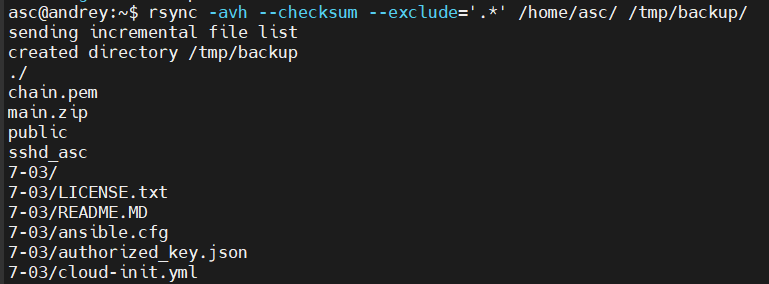 asc@andrey:~$ rsync -avh --checksum --exclude='.*' /home/asc/ /tmp/backup/
sending incremental file list
created directory /tmp/backup
./
chain.pem
main.zip
public
sshd_asc
7-03/
7-03/LICENSE.txt
7-03/README.MD
7-03/ansible.cfg
7-03/authorized_key.json
7-03/cloud-init.yml